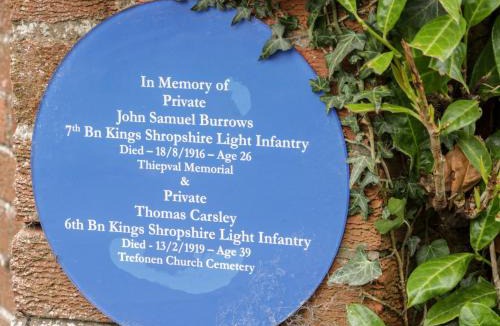 In Memory of
Private
John Samuel Burrows
7th Bn Kings Shropshire Light Infantry
Died – 18/8/1916 – Age 26
Thiepval Memorial
&
Private
Thomas Carsley
6th Bn Kings Shropshire Light Infantry
Died - 13/2/1919 – Age 39
Trefonen Church Cemetery